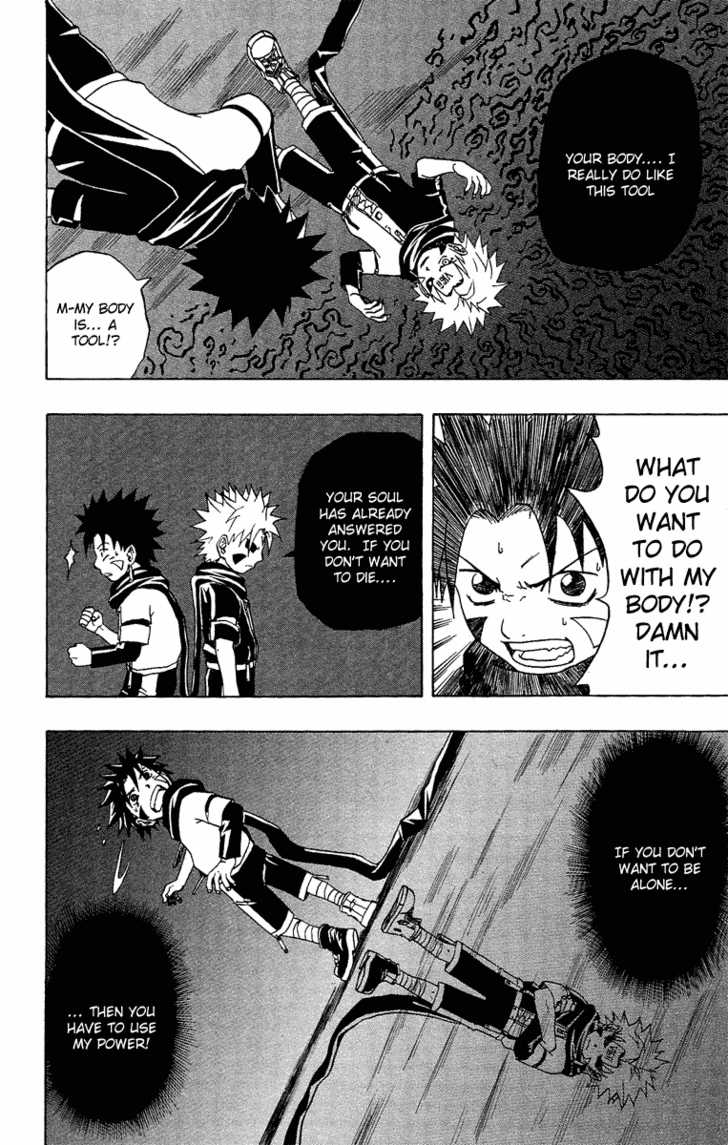 YOUR BODY.... I
REALLY DO LIKE
THIS TOOL
M-MY BODY
IS... A
TOOL!?
WHAT
DO YOU
WANT
TO DO
WITH MY
BODY!?
DAMN
IT...
YOUR SOUL
HAS ALREADY
ANSWERED
YOU. IF YOU
DON'T WANT
TO DIE....
IF YOU DON'T
WANT TO BE
ALONE...
... THEN YOU
HAVE TO USE
MY POWER!